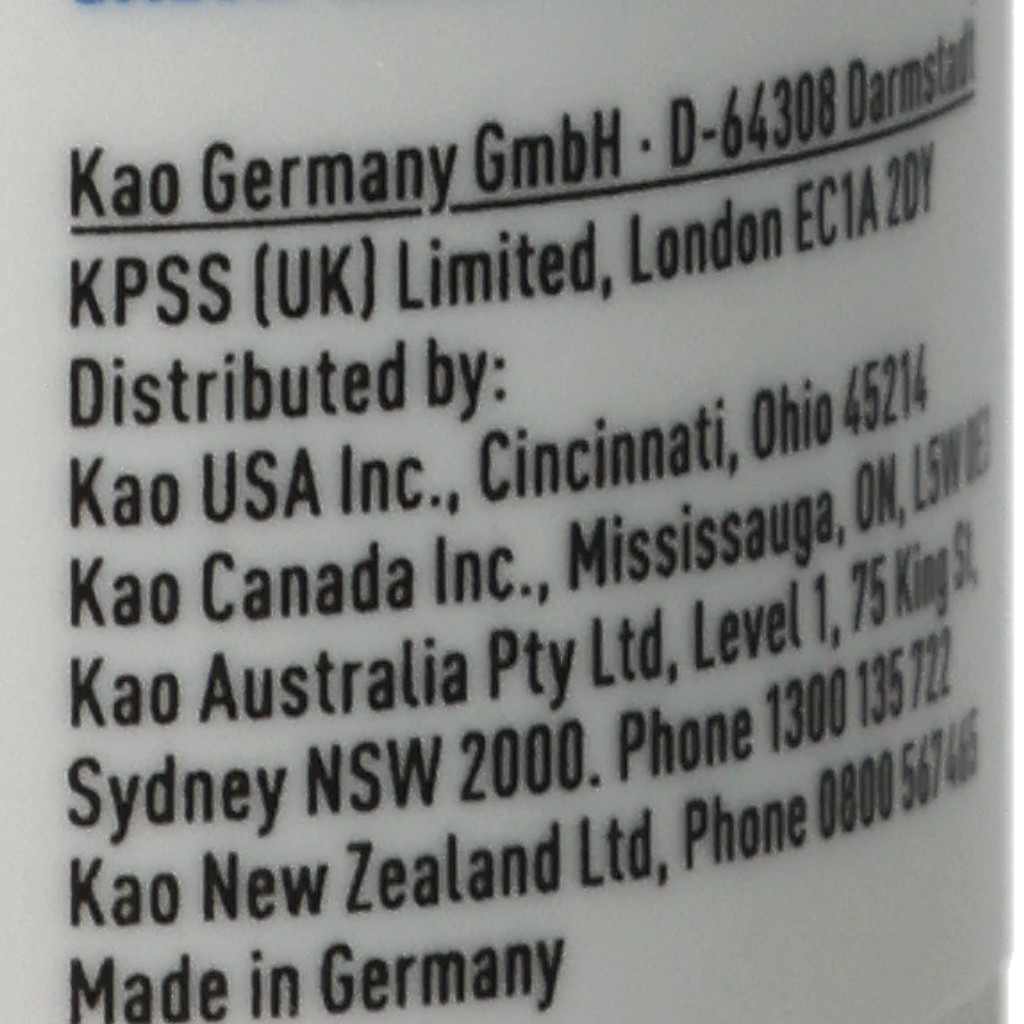 Kao Germany GmbH · D-64308 Darmstadt
KPSS (UK) Limited, London EC1A 2DY
Distributed by:
Kao USA Inc., Cincinnati, Ohio 45214
Kao Canada Inc., Mississauga, ON,
Kao Australia Pty Ltd, Level 1, 75 King St,
Sydney NSW 2000. Phone 1300 135 722
Kao New Zealand Ltd, Phone 0800
Made in Germany